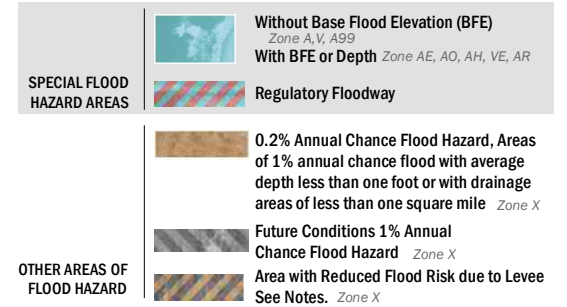 Without Base Flood Elevation (BFE)
Zone A,V, A99
With BFE or Depth Zone AE, AO, AH, VE, AR
SPECIAL FLOOD
HAZARD AREAS
Regulatory Floodway
0.2% Annual Chance Flood Hazard, Areas
of 1% annual chance flood with average
depth less than one foot or with drainage
areas of less than one square mile Zone X
Future Conditions 1% Annual
Chance Flood Hazard Zone X
OTHER AREAS OF
FLOOD HAZARD
Area with Reduced Flood Risk due to Levee
See Notes. Zone X